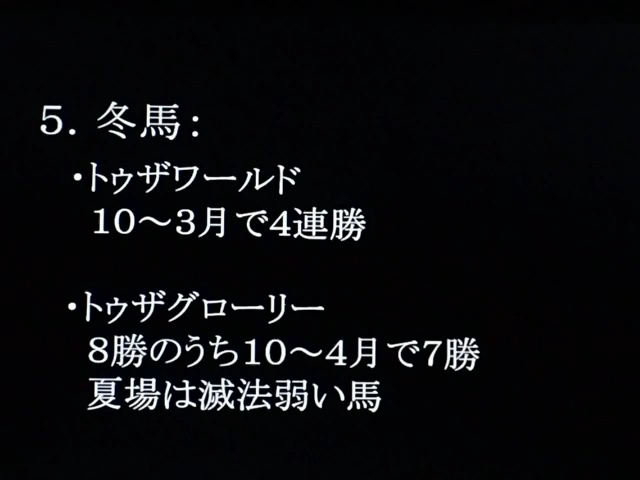 5. 冬馬:
・トゥザワールド
10～3月で4連勝
・トゥザグローリー
8勝のうち10～4月で7勝
夏場は滅法弱い馬